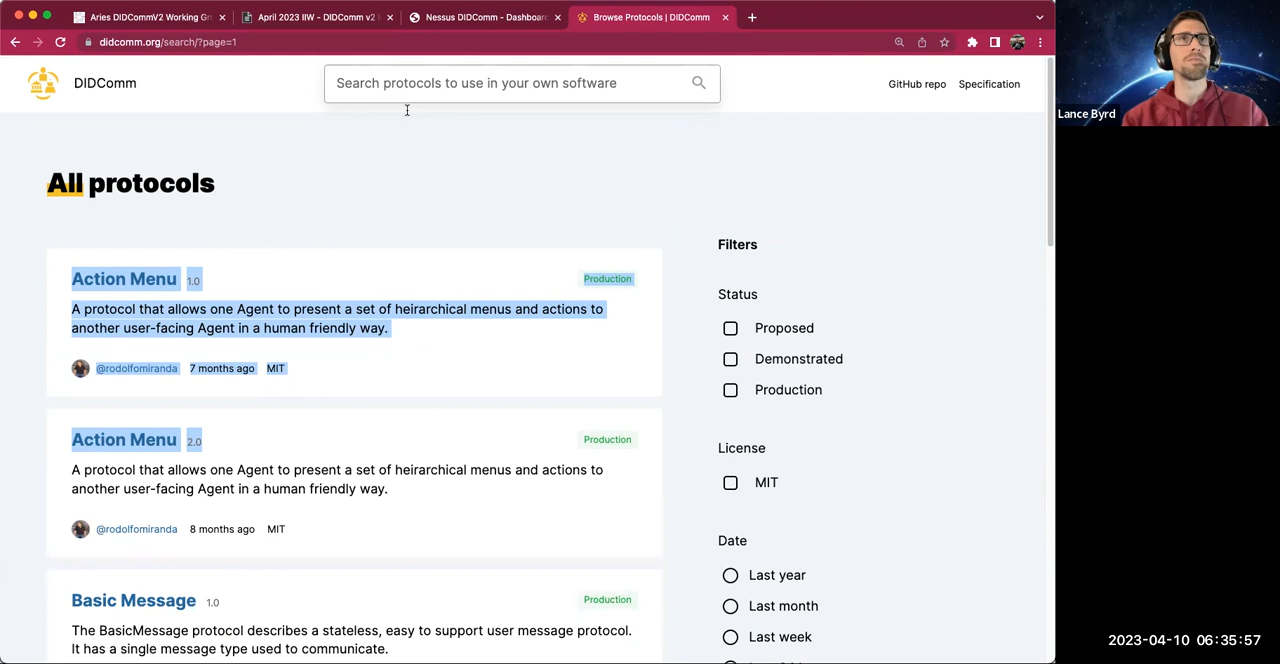 Aries DIDCommV2 Working Gr
April 2023 IIW - DIDComm v2 I
Nessus DIDComm - Dashboar
Browse Protocols | DIDComm
didcomm.org/search/?page=1
DIDComm
Search protocols to use in your own software
GitHub repo
Specification
All protocols
Action Menu 1.0
Production
A protocol that allows one Agent to present a set of heirarchical menus and actions to
another user-facing Agent in a human friendly way.
@rodolfomiranda 7 months ago MIT
Action Menu 2.0
Production
A protocol that allows one Agent to present a set of heirarchical menus and actions to
another user-facing Agent in a human friendly way.
@rodolfomiranda 8 months ago MIT
Basic Message 1.0
Production
The BasicMessage protocol describes a stateless, easy to support user message protocol.
It has a single message type used to communicate.
Filters
Status
Proposed
Demonstrated
Production
License
MIT
Date
Last year
Last month
Last week
Lance Byrd
2023-04-10 06:35:57